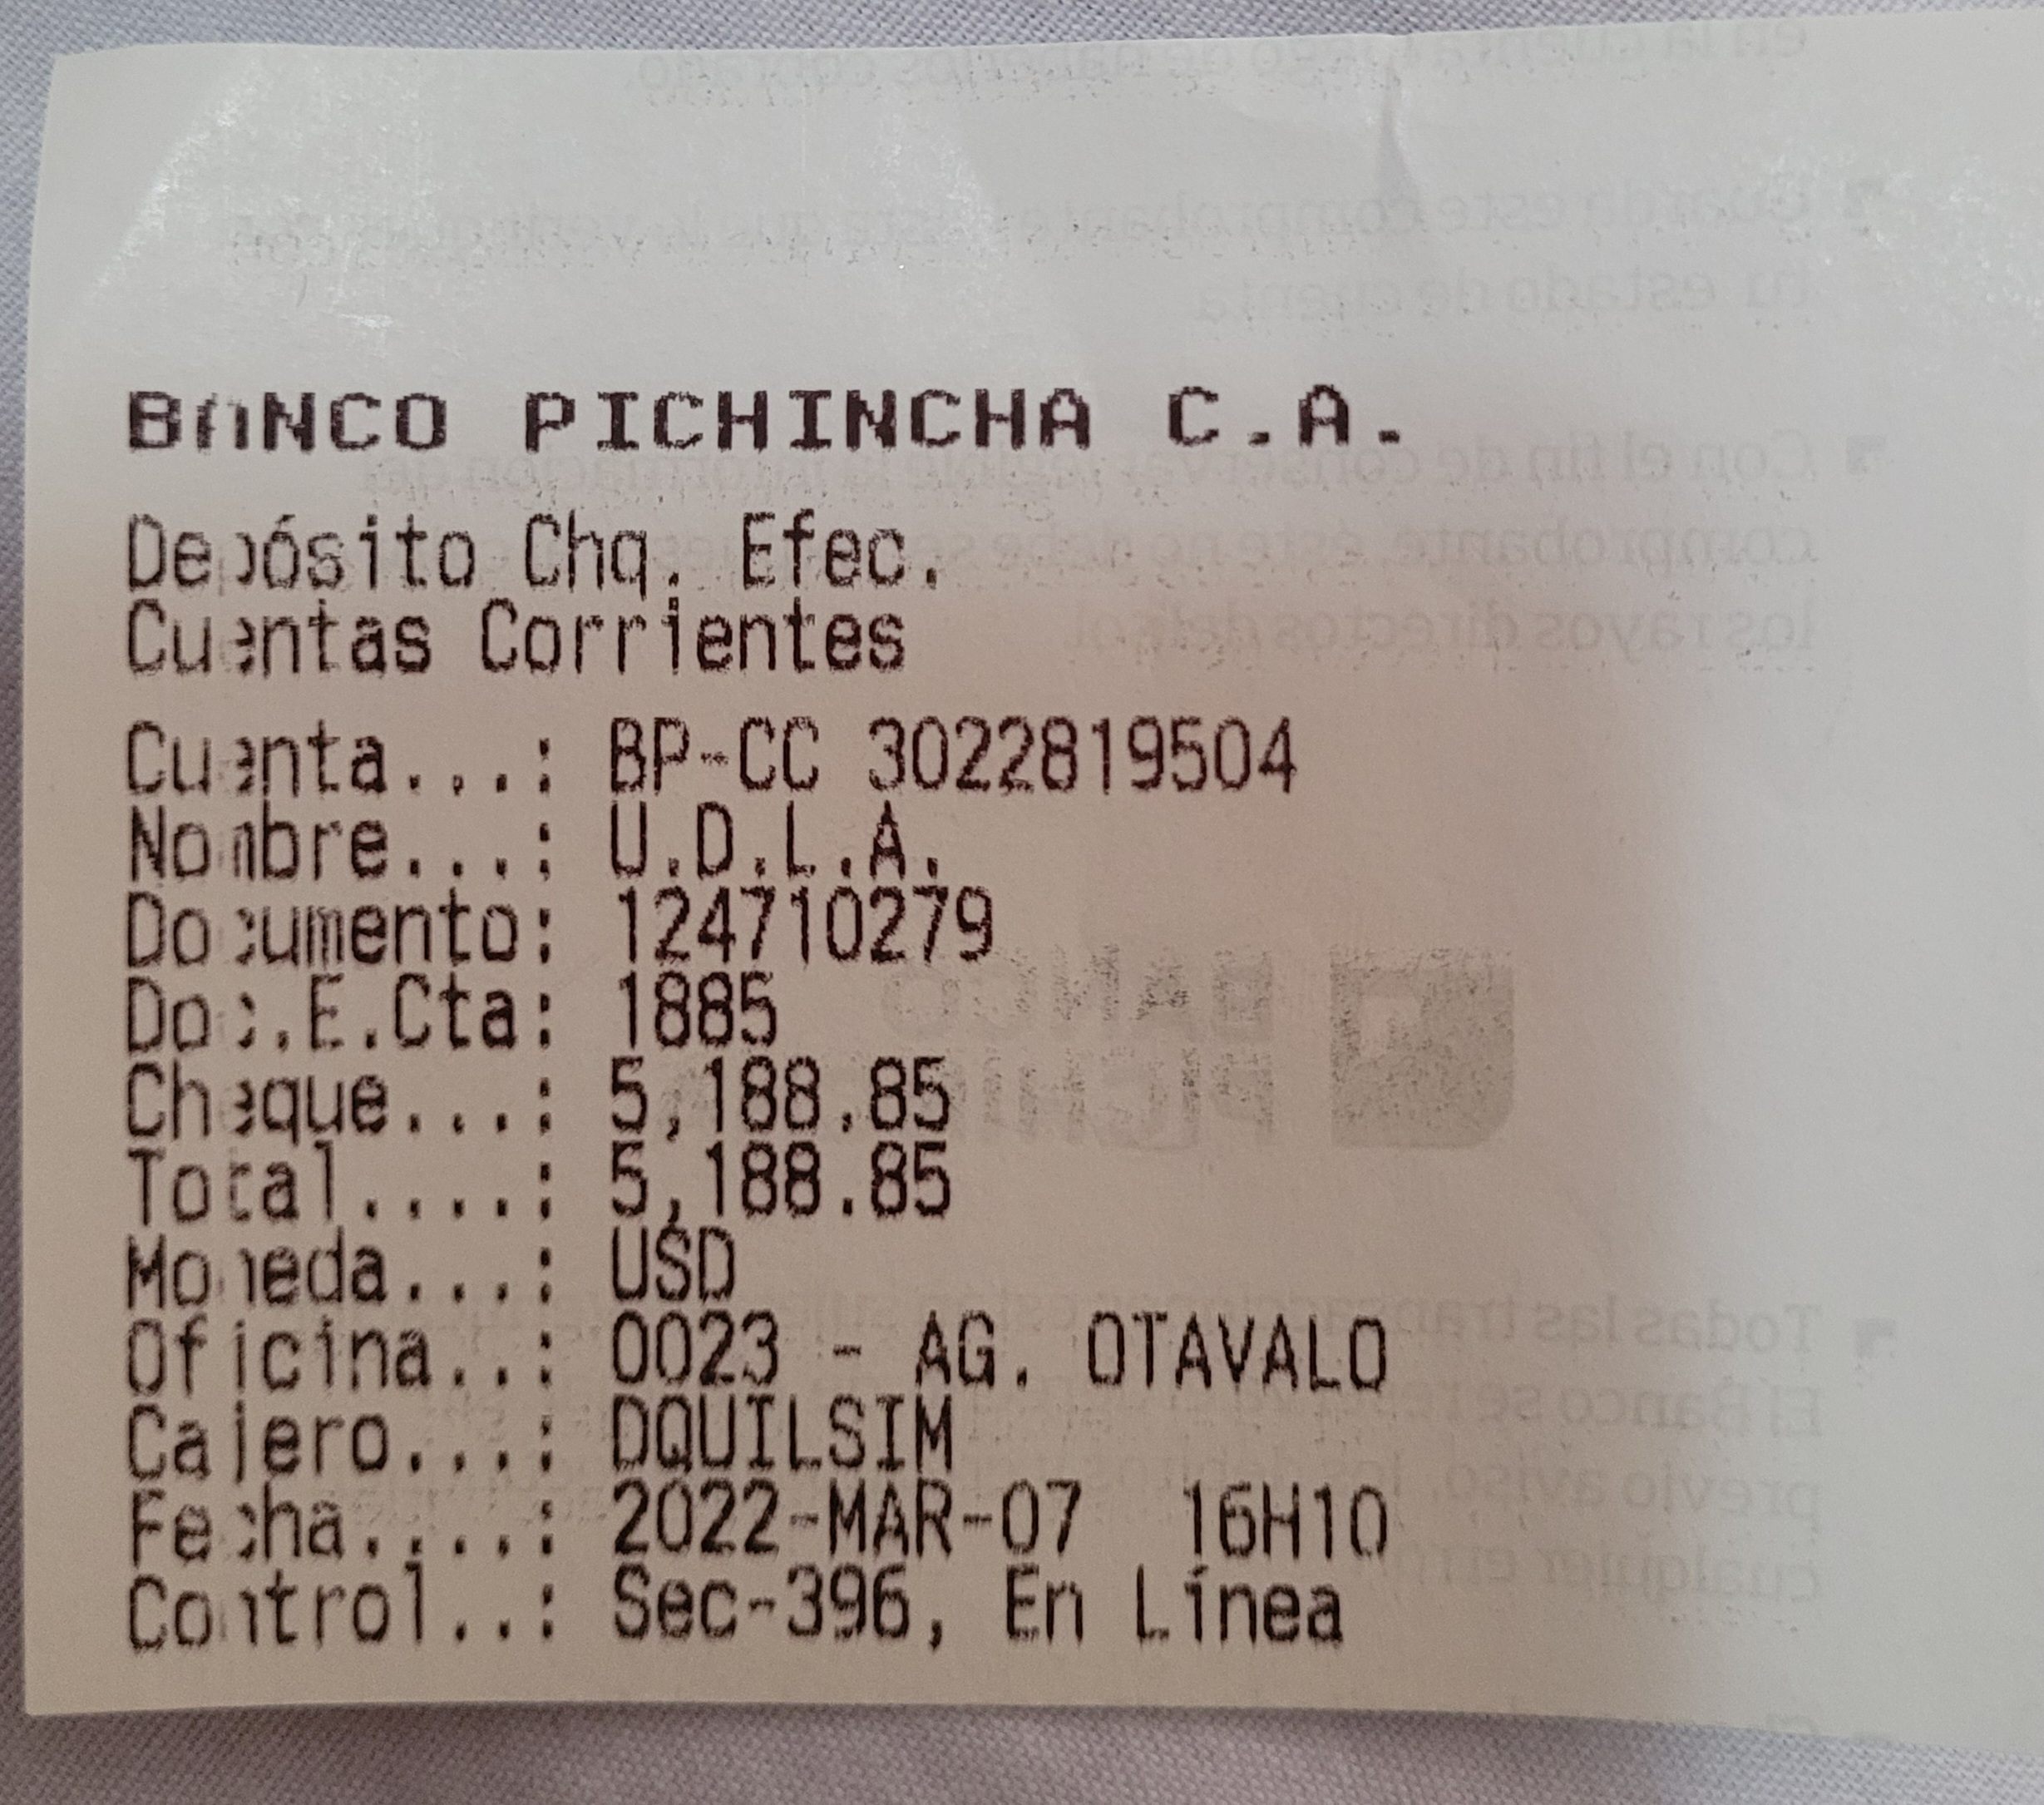 BANCO PICHINCHA C.A.
Depósito Chq. Efec.
Cuentas Corrientes
Cuenta...: BP-CC 3022819504
Nombre...: U.D.L.A.
Documento: 124710279
Doc.E.Cta: 1885
Cheque...: 5,188.85
Total....: 5,188.85
Moneda...: USD
Oficina..: 0023 - AG. OTAVALO
Cajero...: DQUILSIM
Fecha....: 2022-MAR-07 16H10
Control..: Sec-396, En Línea